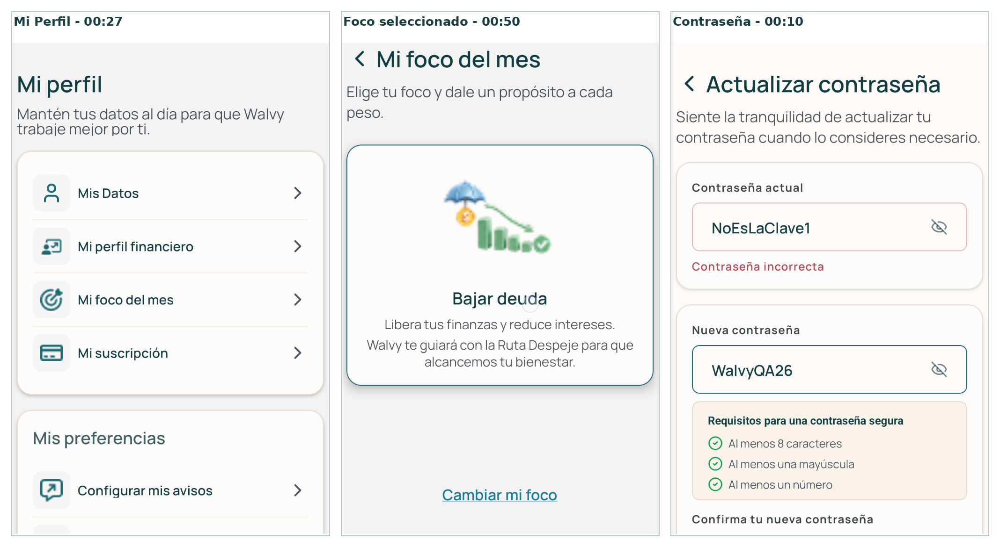 Mi Perfil - 00:27
Mi perfil
Mantén tus datos al día para que Walvy
trabaje mejor por ti.
Mis Datos
Mi perfil financiero
Mi foco del mes
Mi suscripción
Mis preferencias
Configurar mis avisos
Foco seleccionado - 00:50
Mi foco del mes
Elige tu foco y dale un propósito a cada
peso.
$
Bajar deuda
Libera tus finanzas y reduce intereses.
Walvy te guiará con la Ruta Despeje para que
alcancemos tu bienestar.
Cambiar mi foco
Contraseña - 00:10
Actualizar contraseña
Siente la tranquilidad de actualizar tu
contraseña cuando lo consideres necesario.
Contraseña actual
NoEsLaClave1
Contraseña incorrecta
Nueva contraseña
WalvyQA26
Requisitos para una contraseña segura
Al menos 8 caracteres
Al menos una mayúscula
Al menos un número
Confirma tu nueva contraseña